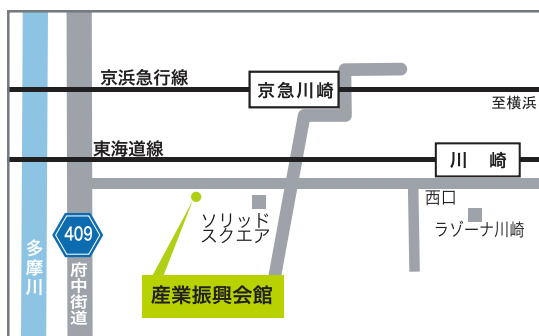 京浜急行線
京急川崎
至横浜
東海道線
川　崎
西口
ラゾーナ川崎
ソリッド
スクエア
409
府中街道
多摩川
産業振興会館